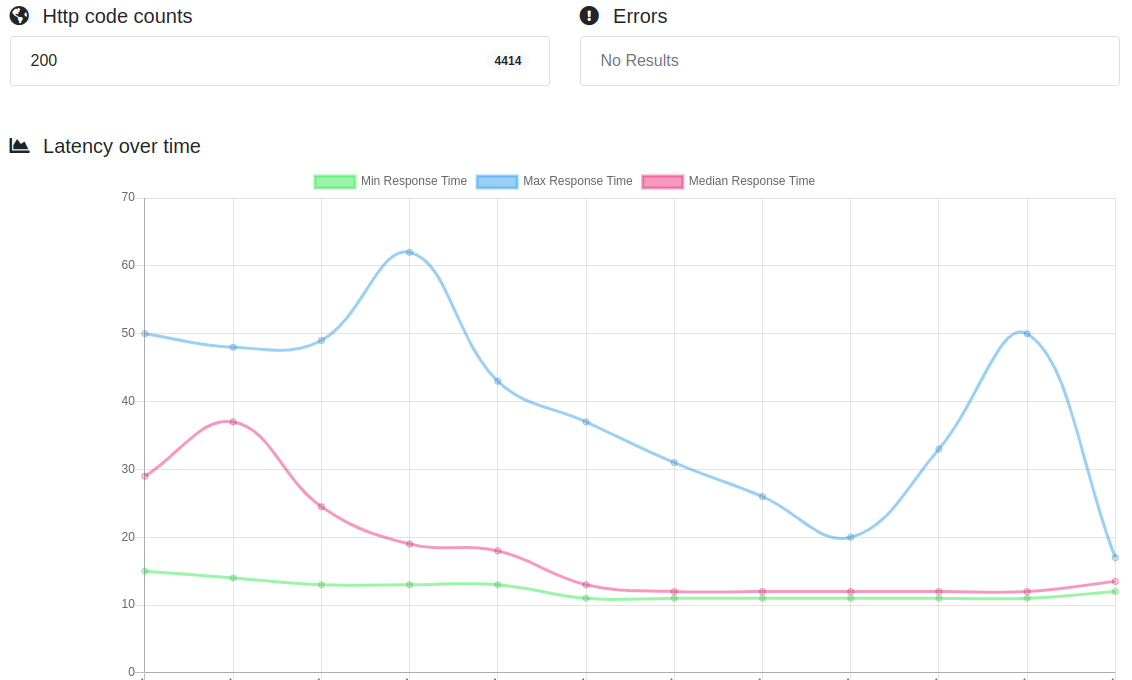 Http code counts
200 4414
Errors
No Results
Latency over time
Min Response Time Max Response Time Median Response Time
70
60
50
40
30
20
10
0